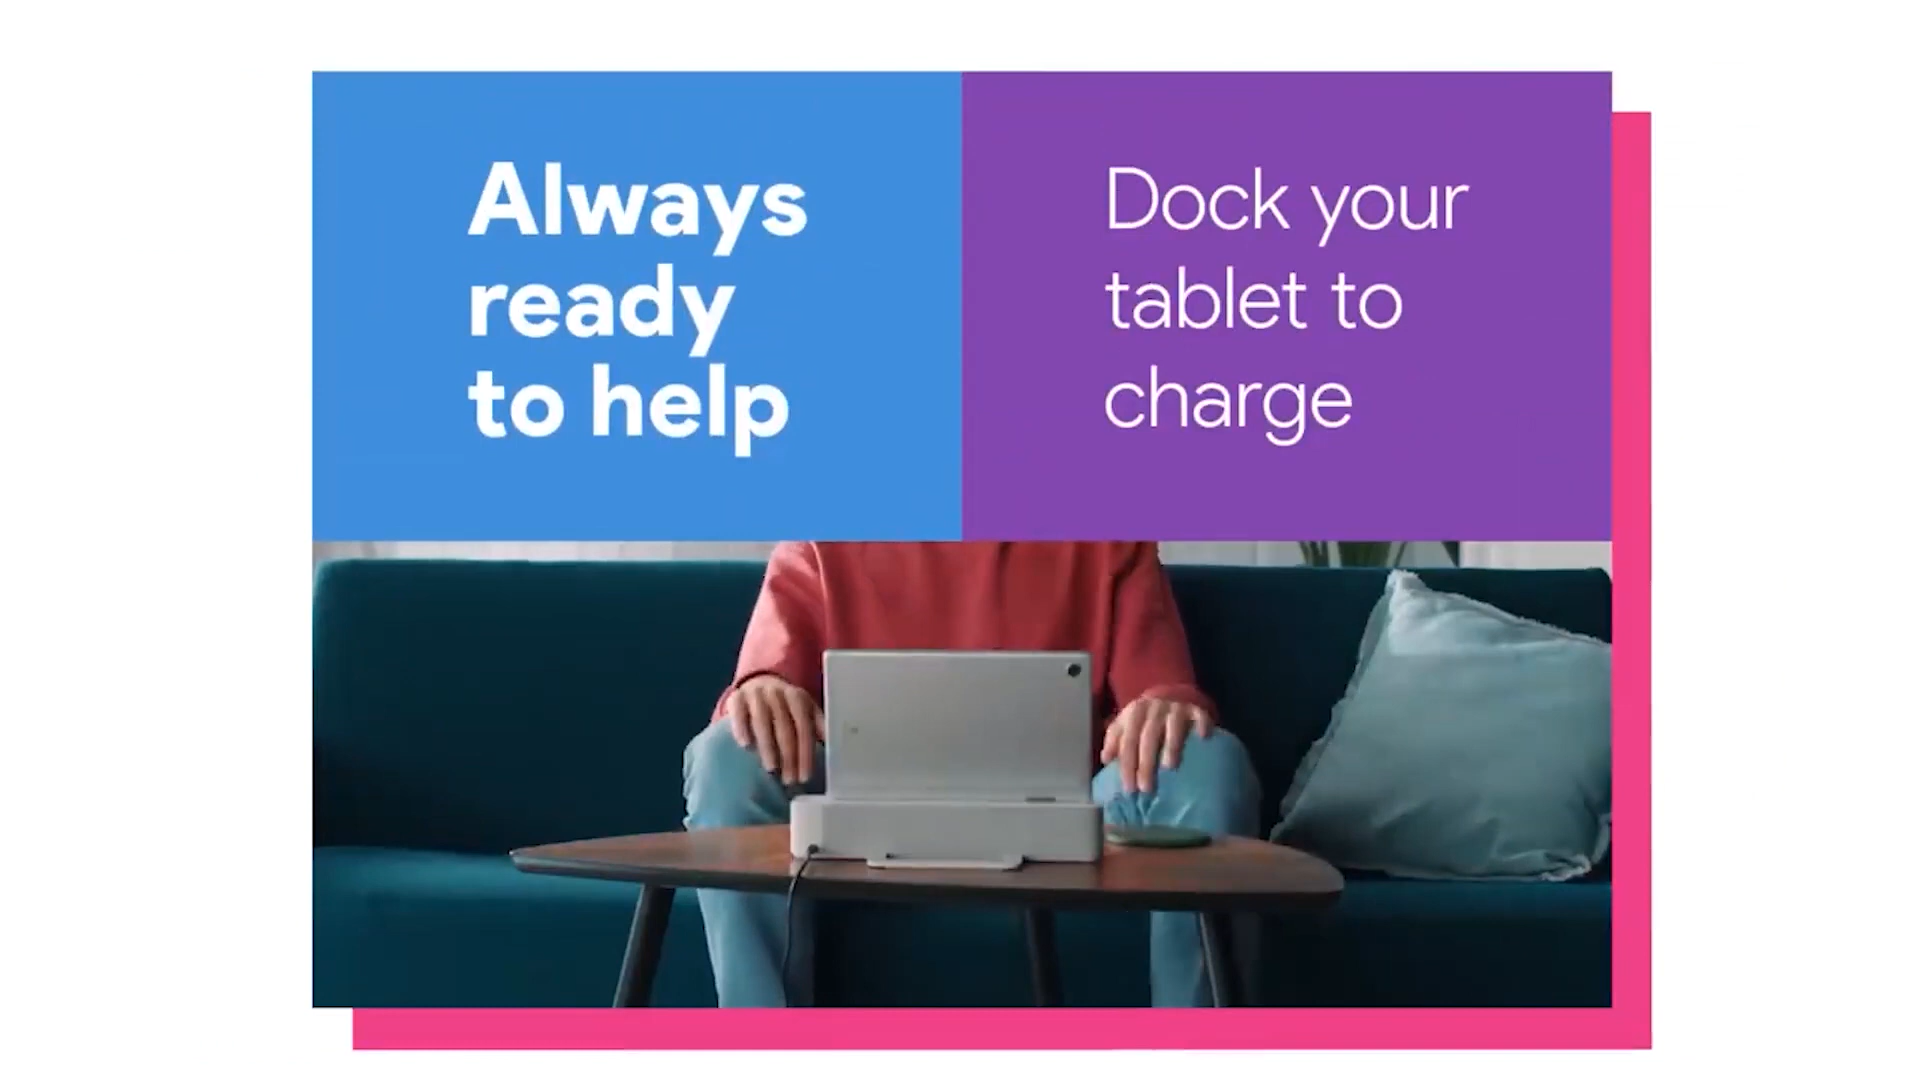 Always
ready
to help
Dock your
tablet to
charge